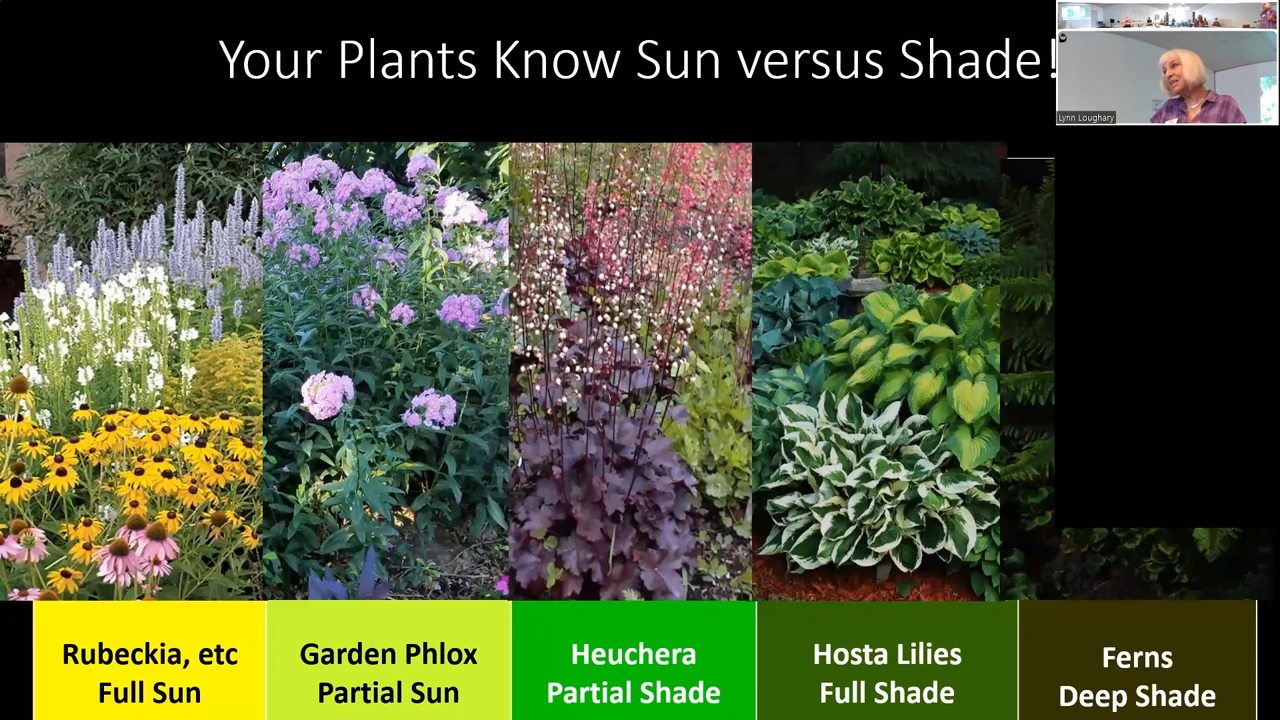 Your Plants Know Sun versus Shade!
Lynn Loughary
Rubeckia, etc
Full Sun
Garden Phlox
Partial Sun
Heuchera
Partial Shade
Hosta Lilies
Full Shade
Ferns
Deep Shade